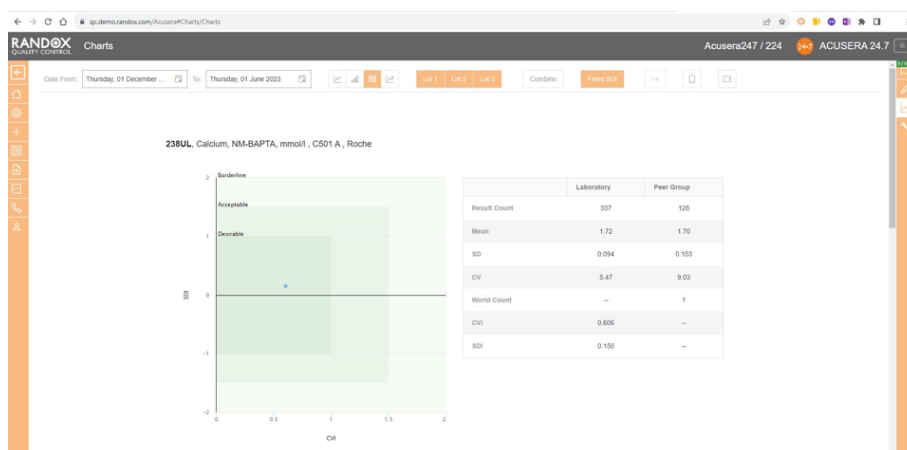 qc.demo.randox.com/Acusera#Charts/Charts
RANDOX
QUALITY CONTROL
Charts
Acusera247 / 224
24•7
ACUSERA 24.7
Date From:
Thursday, 01 December ...
To:
Thursday, 01 June 2023
Lot 1
Lot 2
Lot 3
Combine
Fixed SDI
238UL, Calcium, NM-BAPTA, mmol/l , C501 A , Roche
Borderline
Acceptable
Desirable
2
1
0
-1
-2
SDI
0
0.5
1
1.5
2
CVI
Laboratory Peer Group
Result Count 337 128
Mean 1.72 1.70
SD 0.094 0.153
CV 5.47 9.03
World Count -- 1
CVI 0.606 --
SDI 0.150 --